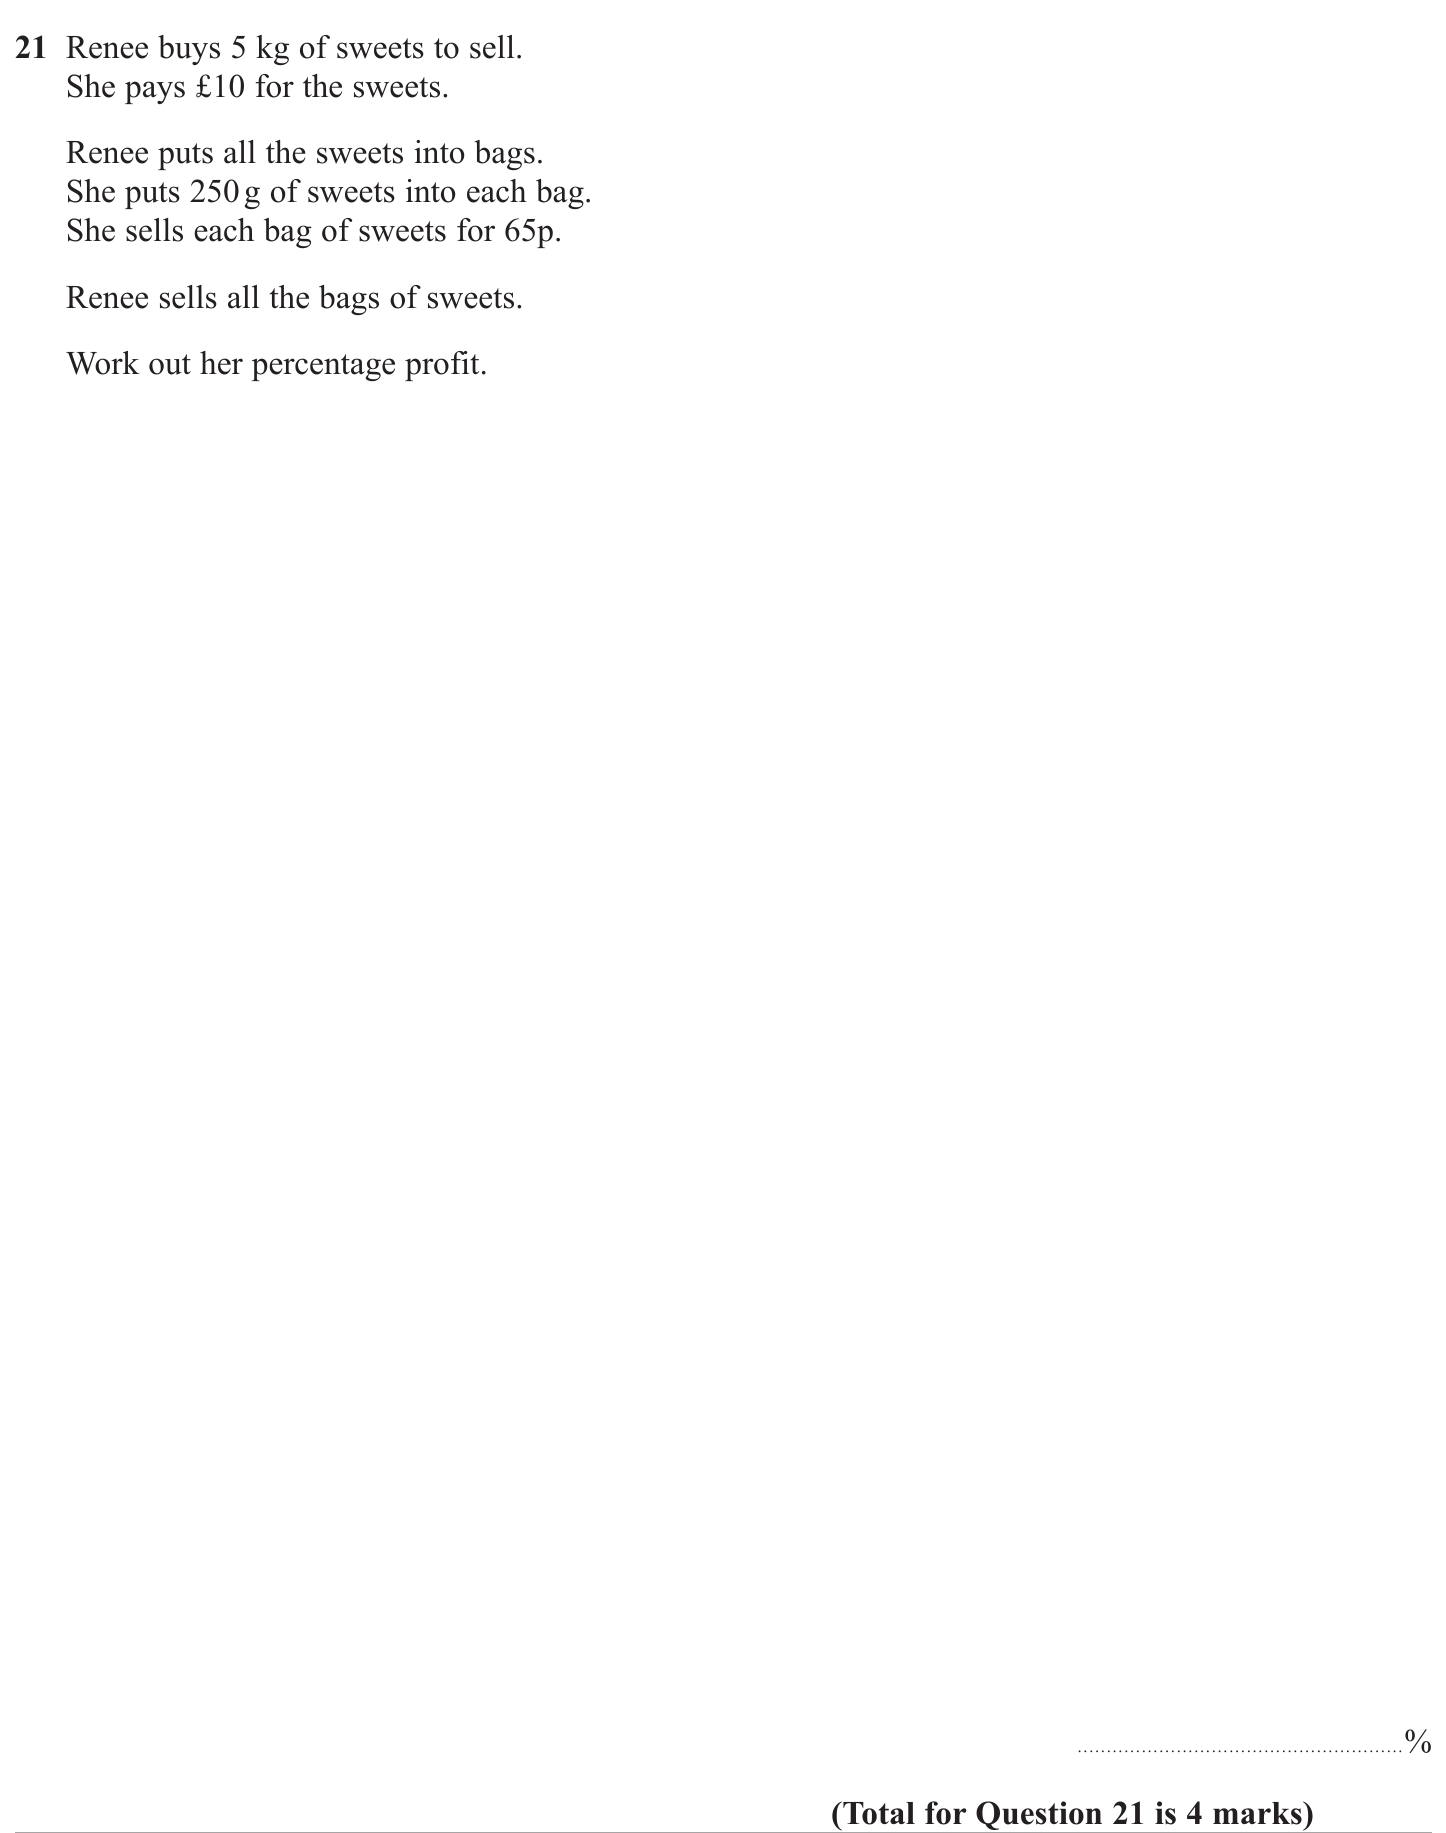 21 Renee buys 5 kg of sweets to sell.
She pays £10 for the sweets.
Renee puts all the sweets into bags.
She puts 250 g of sweets into each bag.
She sells each bag of sweets for 65p.
Renee sells all the bags of sweets.
Work out her percentage profit.
.......................................................%
(Total for Question 21 is 4 marks)